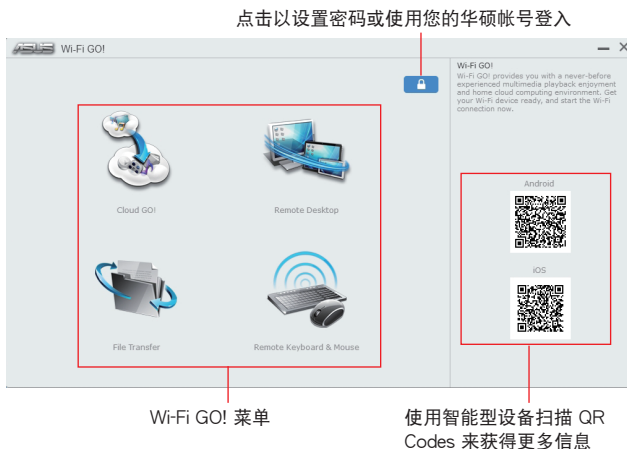 点击以设置密码或使用您的华硕帐号登入
ASUS Wi-Fi GO!
Wi-Fi GO!
Wi-Fi GO! provides you with a never-before
experienced multimedia playback enjoyment
and home cloud computing environment. Get
your Wi-Fi device ready, and start the Wi-Fi
connection now.
Cloud GO!
Remote Desktop
Android
iOS
File Transfer
Remote Keyboard & Mouse
Wi-Fi GO! 菜单
使用智能型设备扫描 QR
Codes 来获得更多信息